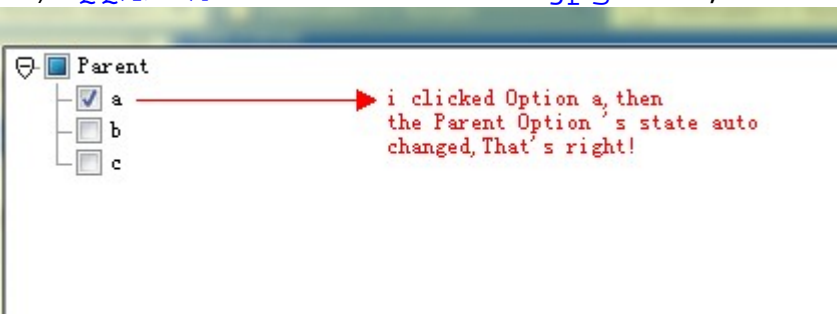 Parent
a
b
c
i clicked Option a, then
the Parent Option 's state auto
changed, That's right!